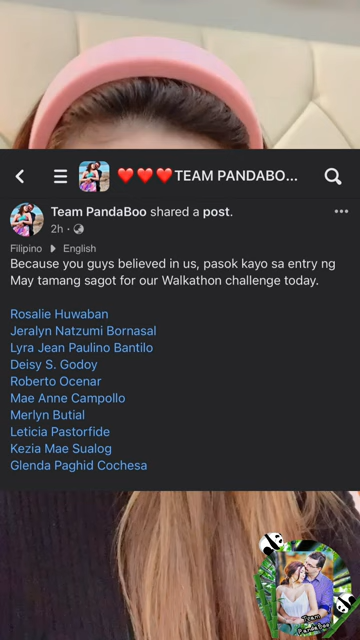 ❤️❤️❤️TEAM PANDABO...
Team PandaBoo shared a post.
2h ·
Filipino ▸ English
Because you guys believed in us, pasok kayo sa entry ng
May tamang sagot for our Walkathon challenge today.
Rosalie Huwaban
Jeralyn Natzumi Bornasal
Lyra Jean Paulino Bantilo
Deisy S. Godoy
Roberto Ocenar
Mae Anne Campollo
Merlyn Butial
Leticia Pastorfide
Kezia Mae Sualog
Glenda Paghid Cochesa
Team
PandaBoo